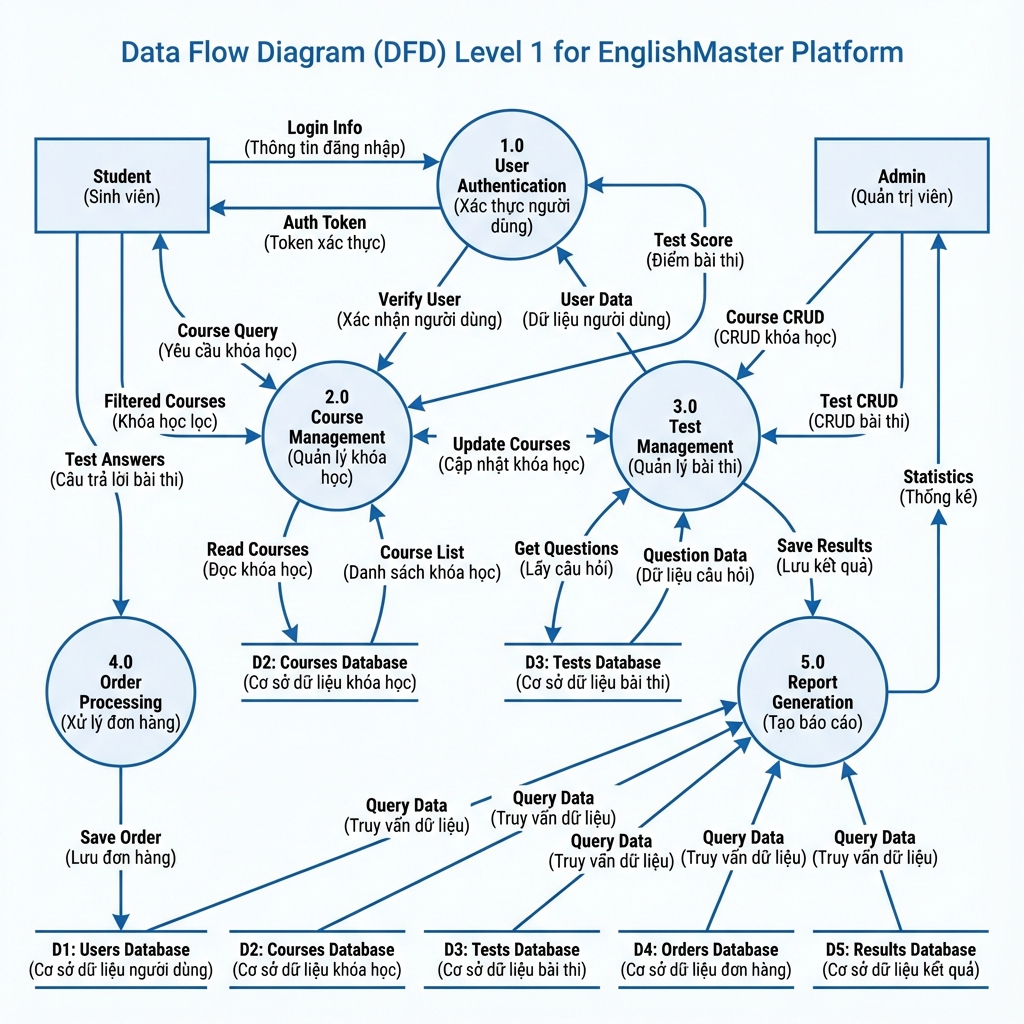 Data Flow Diagram (DFD) Level 1 for EnglishMaster Platform
Login Info
(Thông tin đăng nhập)
1.0
User
Authentication
(Xác thực người
dùng)
Student
(Sinh viên)
Admin
(Quản trị viên)
Auth Token
(Token xác thực)
Test Score
(Điểm bài thi)
Verify User
(Xác nhận người dùng)
User Data
(Dữ liệu người dùng)
Course Query
(Yêu cầu khóa học)
Course CRUD
(CRUD khóa học)
Filtered Courses
(Khóa học lọc)
2.0
Course
Management
(Quản lý khóa
học)
Update Courses
(Cập nhật khóa học)
3.0
Test
Management
(Quản lý bài thi)
Test CRUD
(CRUD bài thi)
Test Answers
(Câu trả lời bài thi)
Statistics
(Thống ké)
Read Courses
(Đọc khóa học)
Course List
(Danh sách khóa học)
Get Questions
(Lấy câu hỏi)
Question Data
(Dữ liệu câu hỏi)
Save Results
(Lưu kết quả)
4.0
Order
Processing
(Xử lý đơn hàng)
D2: Courses Database
(Cơ sở dữ liệu khóa học)
D3: Tests Database
(Cơ sở dữ liệu bài thi)
5.0
Report
Generation
(Tạo báo cáo)
Save Order
(Lưu đơn hàng)
Query Data
(Truy vấn dữ liệu)
Query Data
(Truy vấn dữ liệu)
Query Data
(Truy vấn dữ liệu)
Query Data
(Truy vấn dữ liệu)
Query Data
(Truy vấn dữ liệu)
D1: Users Database
(Cơ sở dữ liệu người dùng)
D2: Courses Database
(Cơ sở dữ liệu khóa học)
D3: Tests Database
(Cơ sở dữ liệu bài thi)
D4: Orders Database
(Cơ sở dữ liệu đơn hàng)
D5: Results Database
(Cơ sở dữ liệu kết quả)